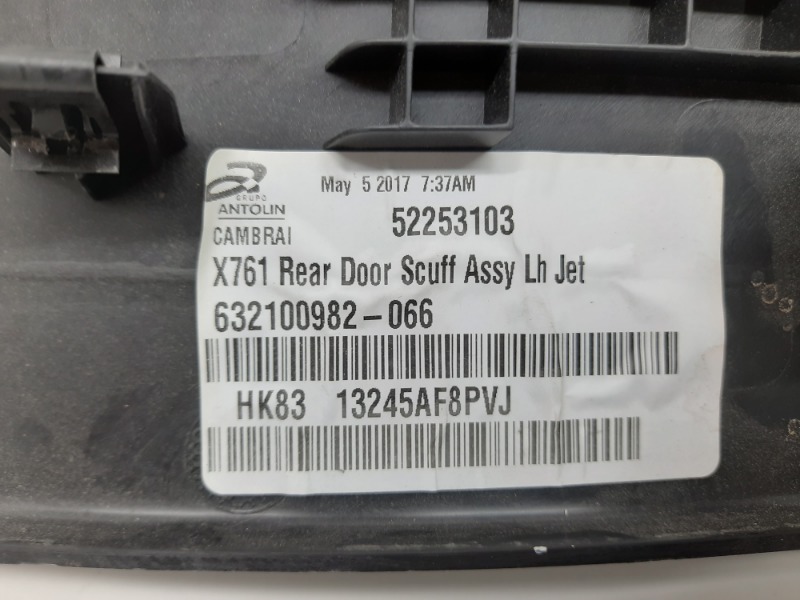 May 5 2017 7:37AM
GRUPO
ANTOLIN
CAMBRAI
52253103
X761 Rear Door Scuff Assy Lh Jet
632100982-066
HK83 13245AF8PVJ